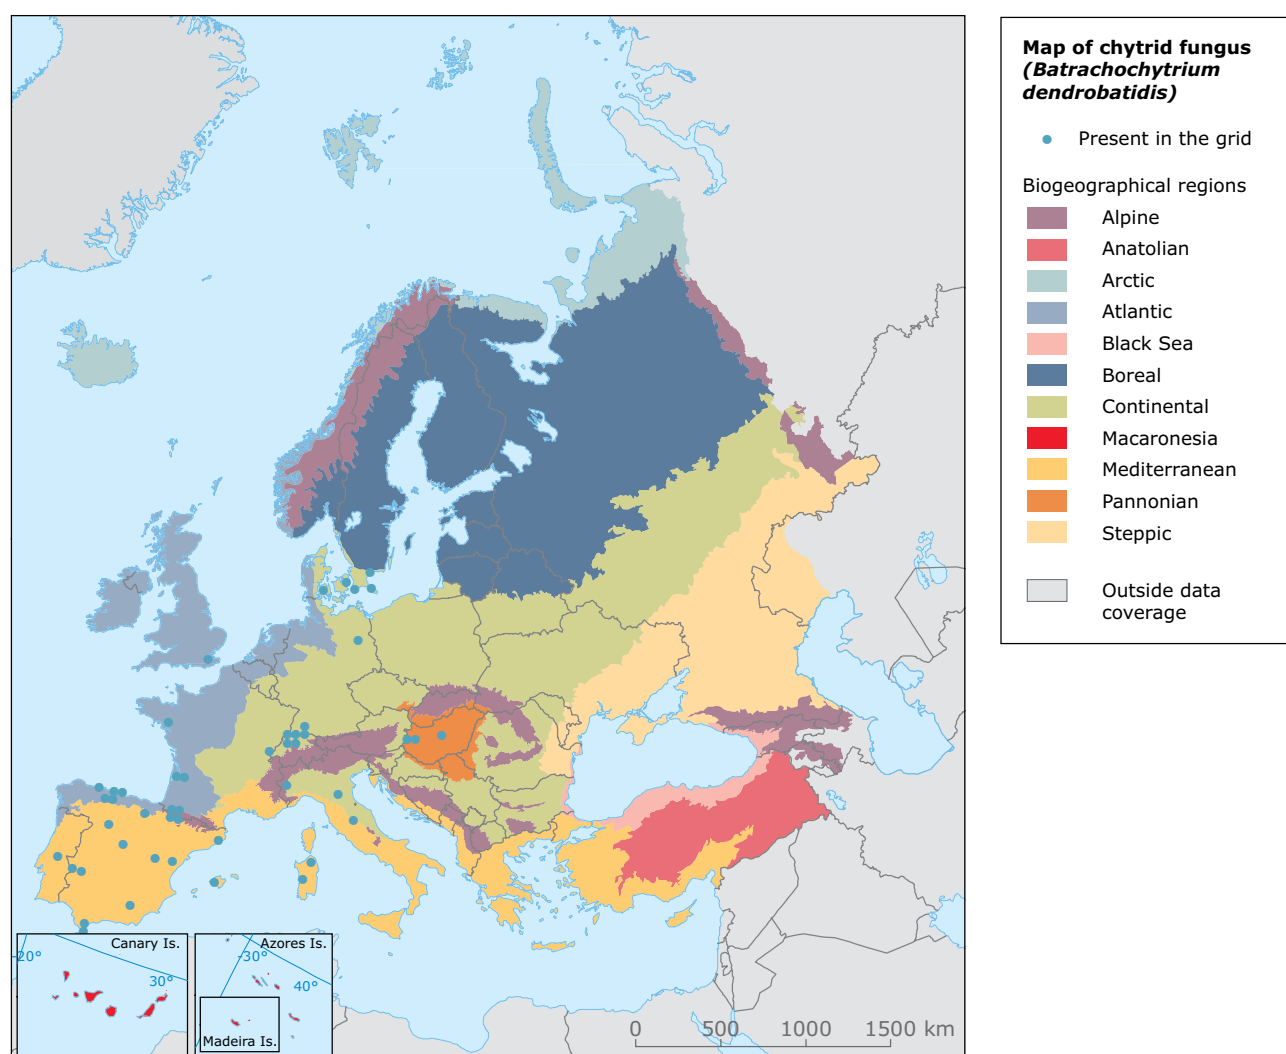 Map of chytrid fungus
(Batrachochytrium
dendrobatidis)
Present in the grid
Biogeographical regions
Alpine
Anatolian
Arctic
Atlantic
Black Sea
Boreal
Continental
Macaronesia
Mediterranean
Pannonian
Steppic
Outside data
coverage
Canary Is.
20°
30°
Azores Is.
-30°
40°
Madeira Is.
0 500 1000 1500 km